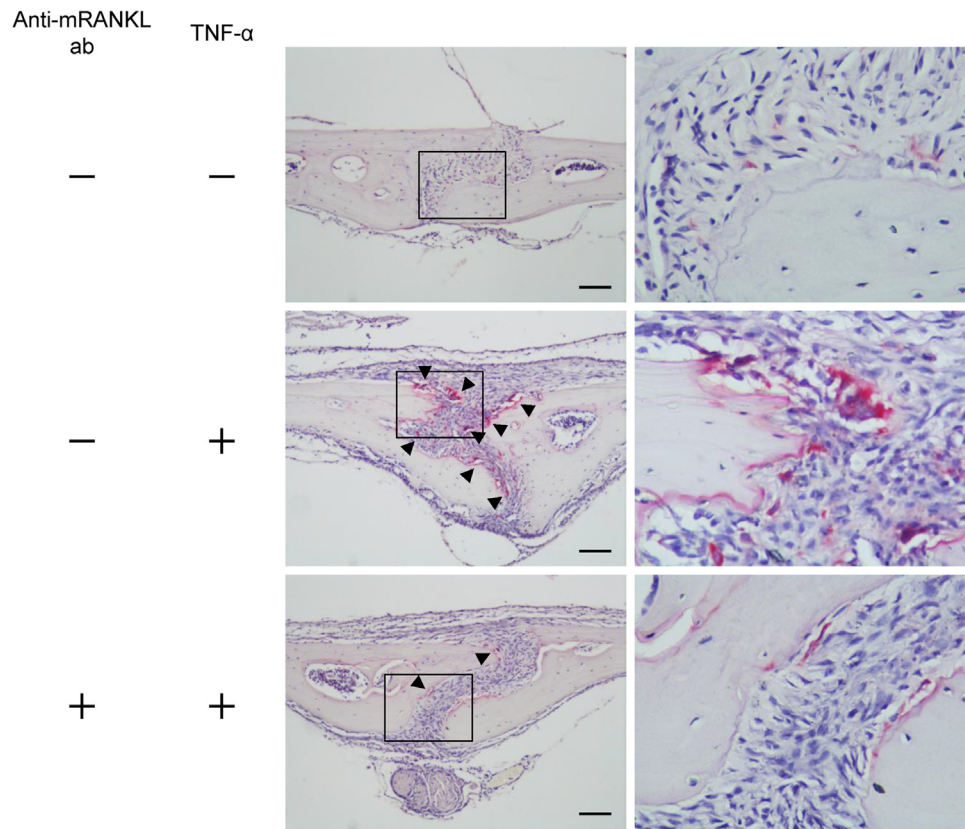 Anti-mRANKL
ab
TNF-α
− −
− +
+ +